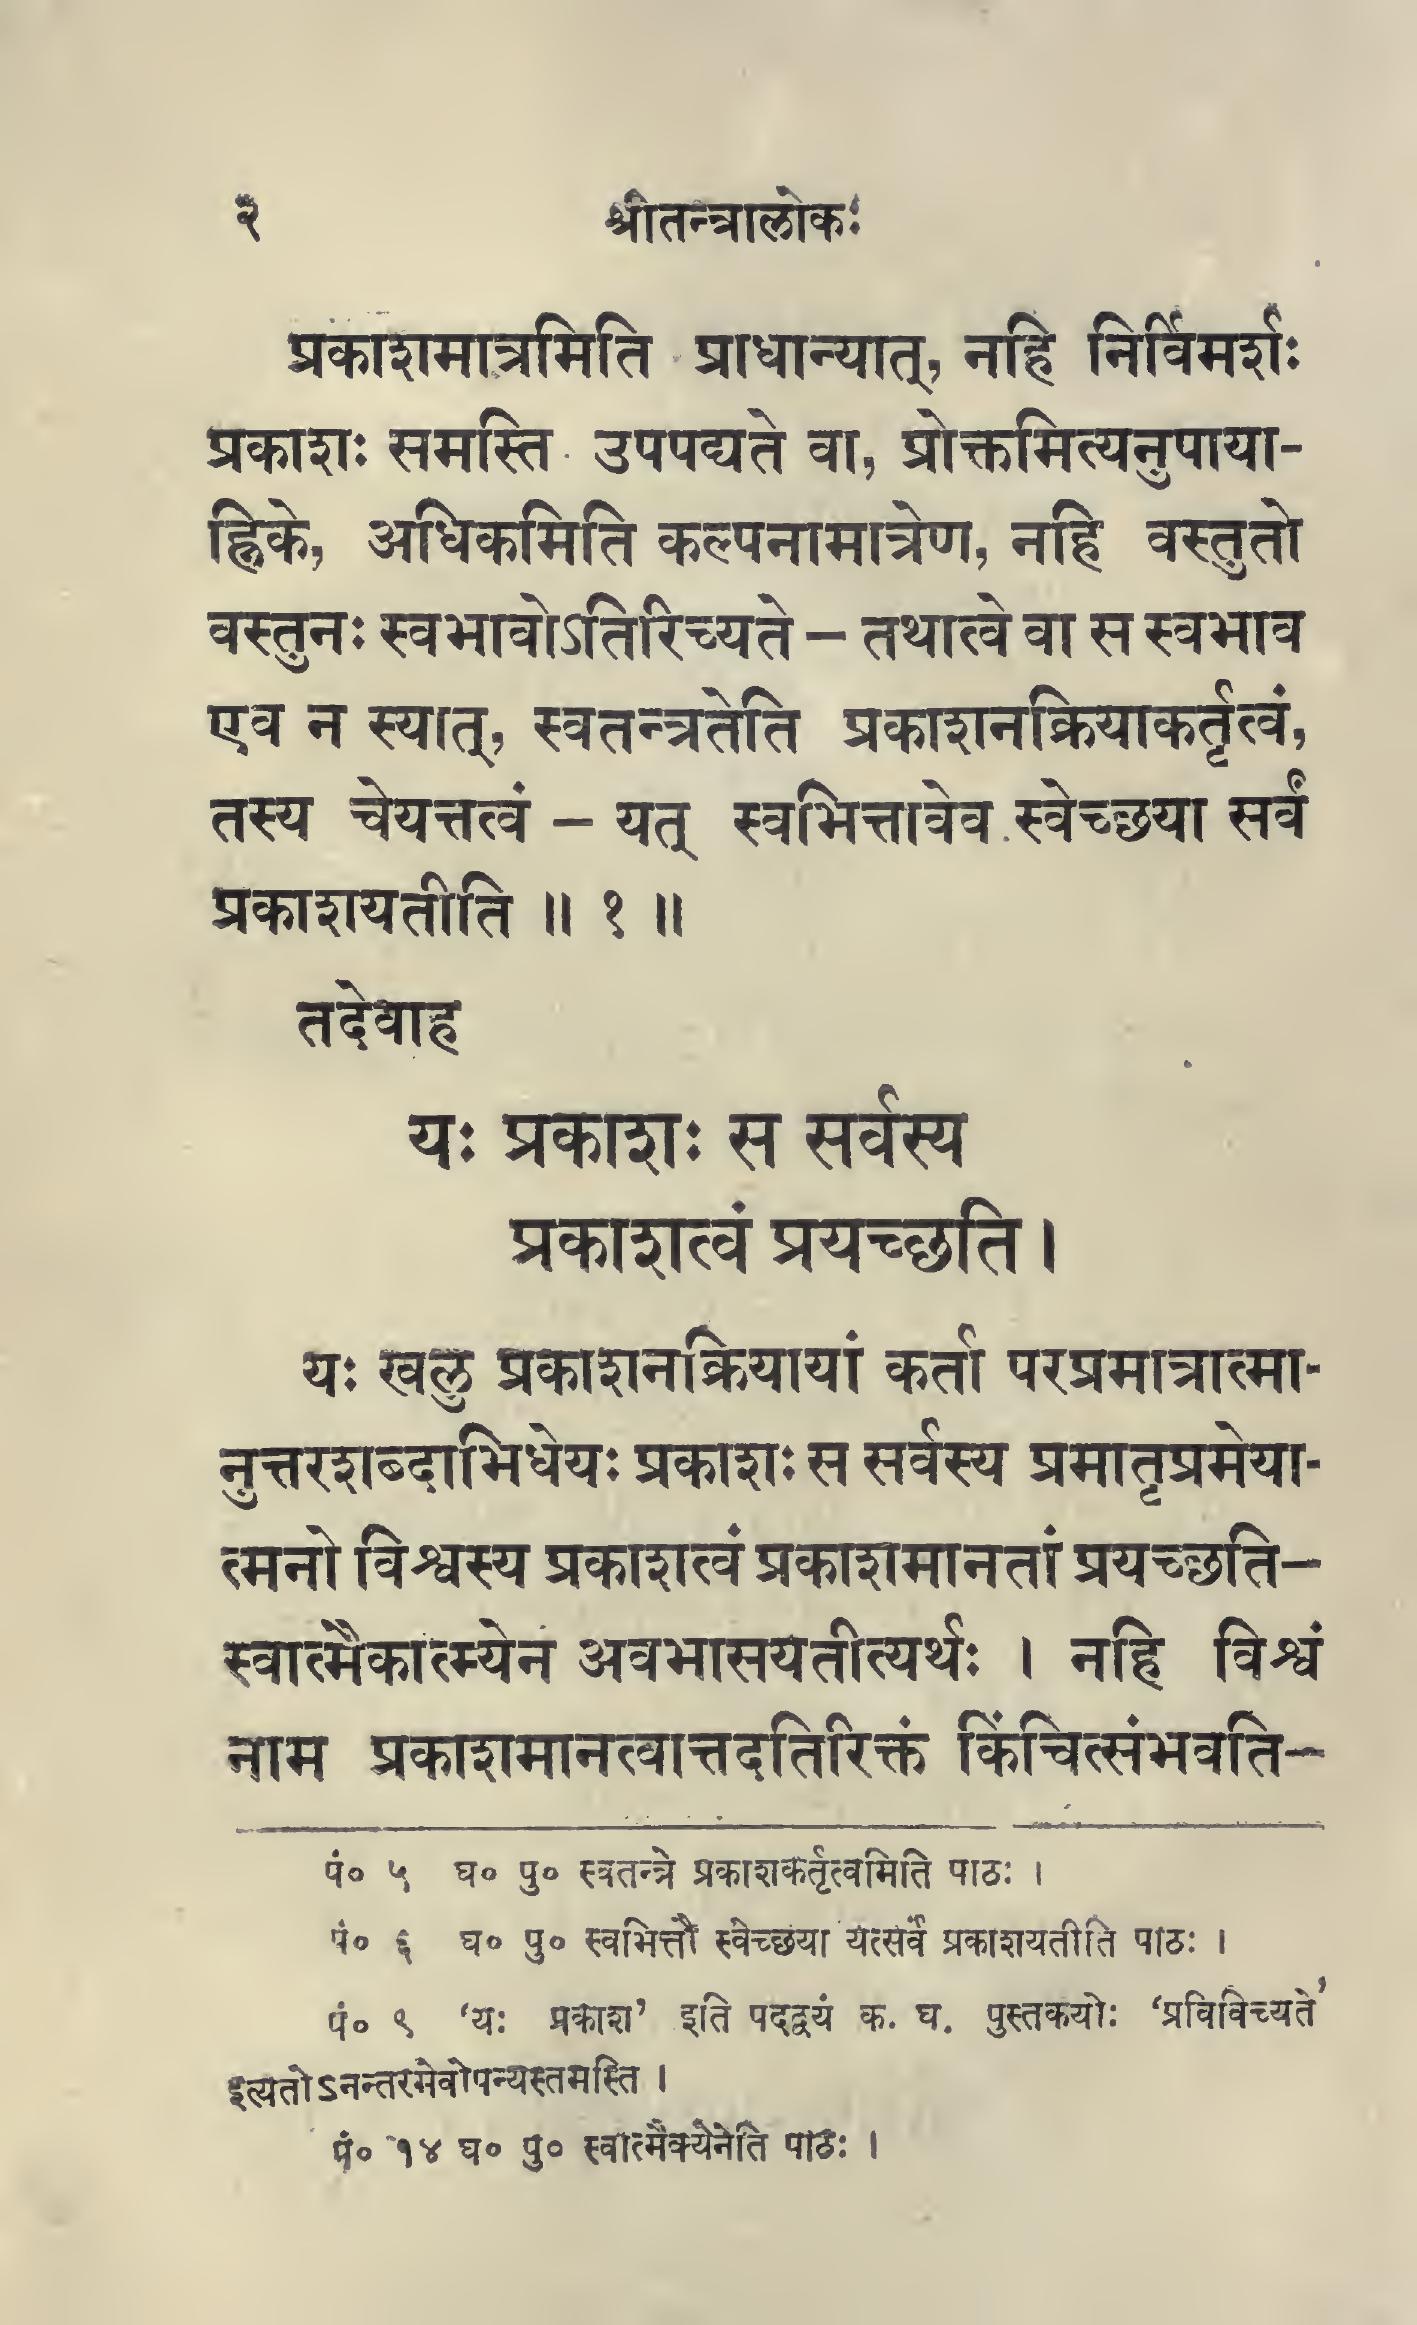 २ श्रीतन्त्रालोकः
प्रकाशमात्रमिति प्राधान्यात्, नहि निर्विमर्शः
प्रकाशः समस्ति उपपद्यते वा, प्रोक्तमित्यनुपाया-
ह्निके, अधिकमिति कल्पनामात्रेण, नहि वस्तुतो
वस्तुनः स्वभावोऽतिरिच्यते – तथात्वे वा स स्वभाव
एव न स्यात्, स्वतन्त्रतेति प्रकाशनक्रियाकर्तृत्वं,
तस्य चेयत्तत्वं – यत् स्वभित्तावेव स्वेच्छया सर्वं
प्रकाशयतीति ॥ १ ॥
तदेवाह
यः प्रकाशः स सर्वस्य
प्रकाशत्वं प्रयच्छति ।
यः खलु प्रकाशनक्रियायां कर्ता परप्रमात्रात्मा-
नुत्तरशब्दाभिधेयः प्रकाशः स सर्वस्य प्रमातृप्रमेया-
त्मनो विश्वस्य प्रकाशत्वं प्रकाशमानतां प्रयच्छति–
स्वात्मैकात्म्येन अवभासयतीत्यर्थः । नहि विश्वं
नाम प्रकाशमानत्वात्तदतिरिक्तं किंचित्संभवति–
पं० ५ घ० पु० स्वतन्त्रे प्रकाशकर्तृत्वमिति पाठः ।
पं० ६ घ० पु० स्वभित्तौ स्वेच्छया यत्सर्वं प्रकाशयतीति पाठः ।
पं० ९ ‘यः प्रकाश’ इति पदद्वयं क. घ. पुस्तकयोः ‘प्रविविच्यते’
इत्यतोऽनन्तरमेवोपन्यस्तमस्ति ।
पं० १४ घ० पु० स्वात्मैक्येनेति पाठः ।